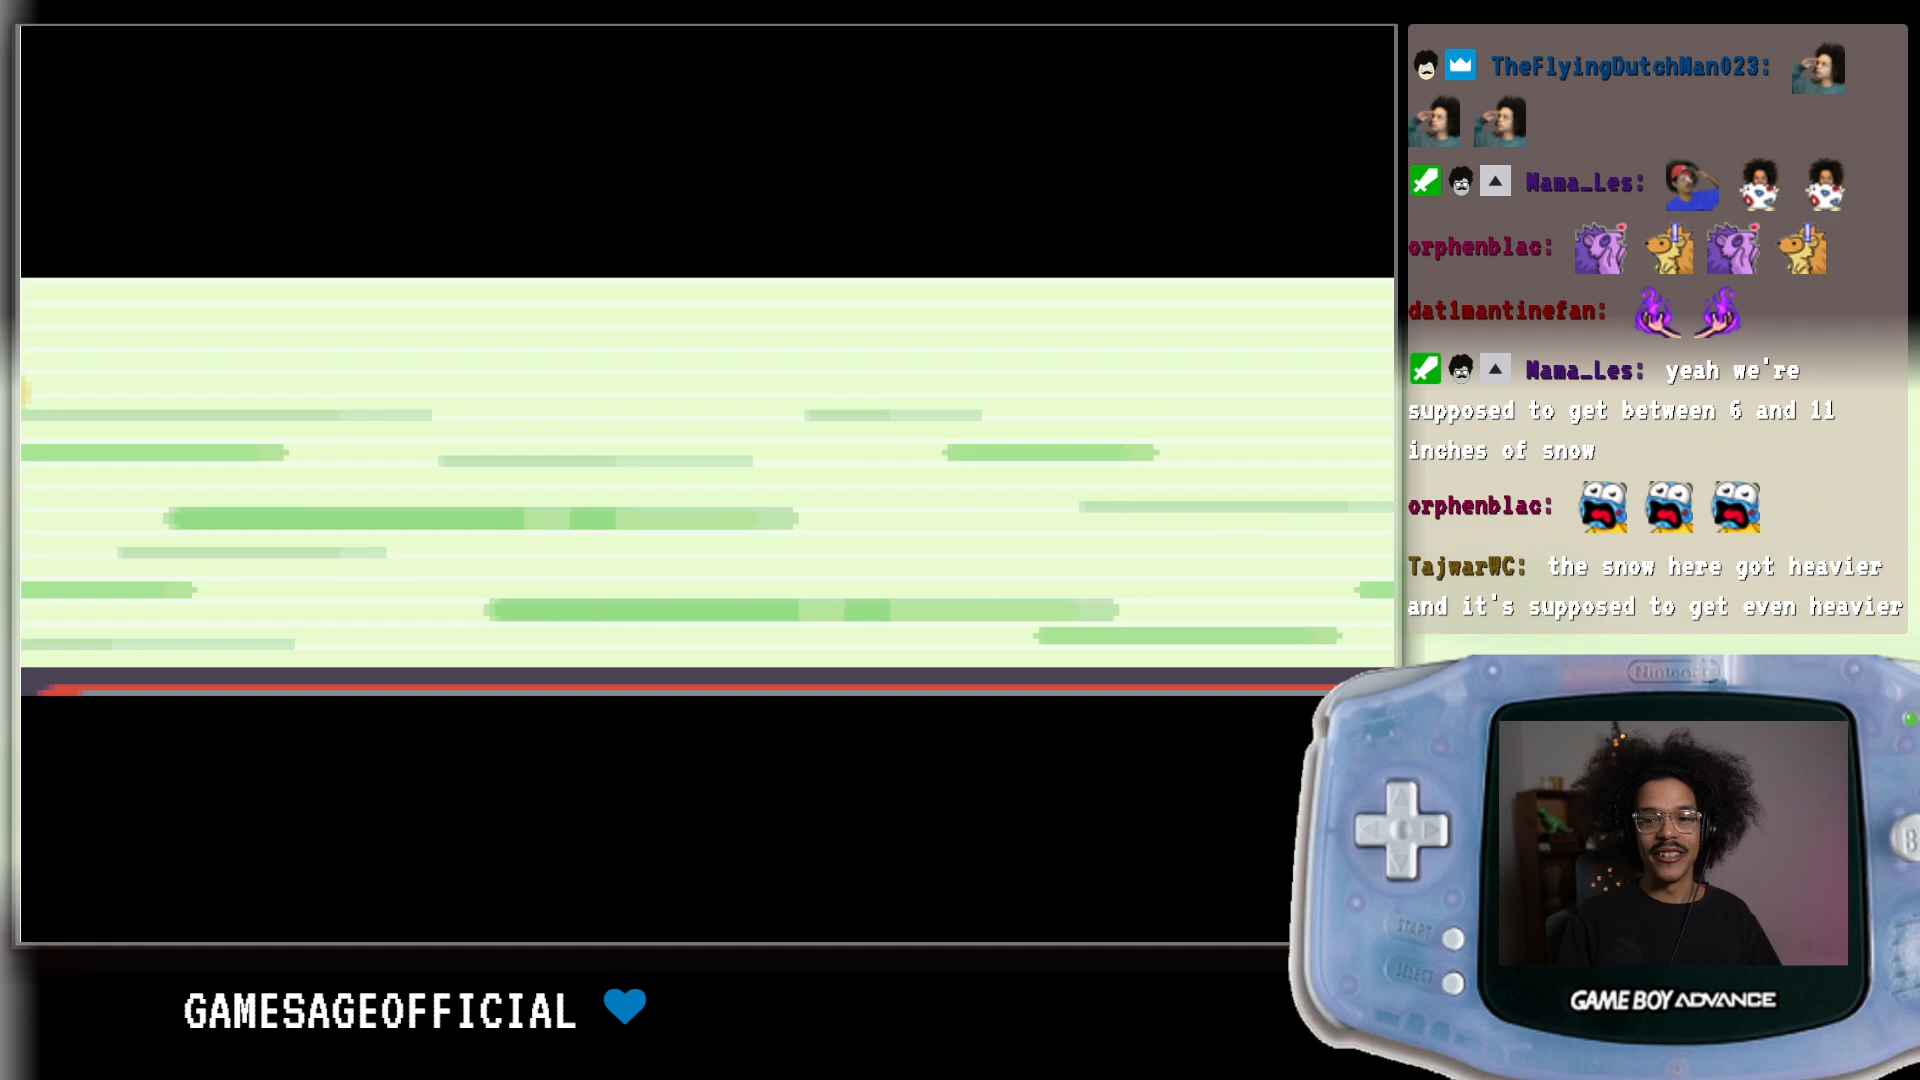 TheFlyingDutchMan023:
Mama_Les:
orphenblac:
dat1mantinefan:
Mama_Les: yeah we're
supposed to get between 6 and 11
inches of snow
orphenblac:
TajwarWC: the snow here got heavier
and it's supposed to get even heavier
Nintendo
B
START
SELECT
GAME BOY ADVANCE
GAMESAGEOFFICIAL